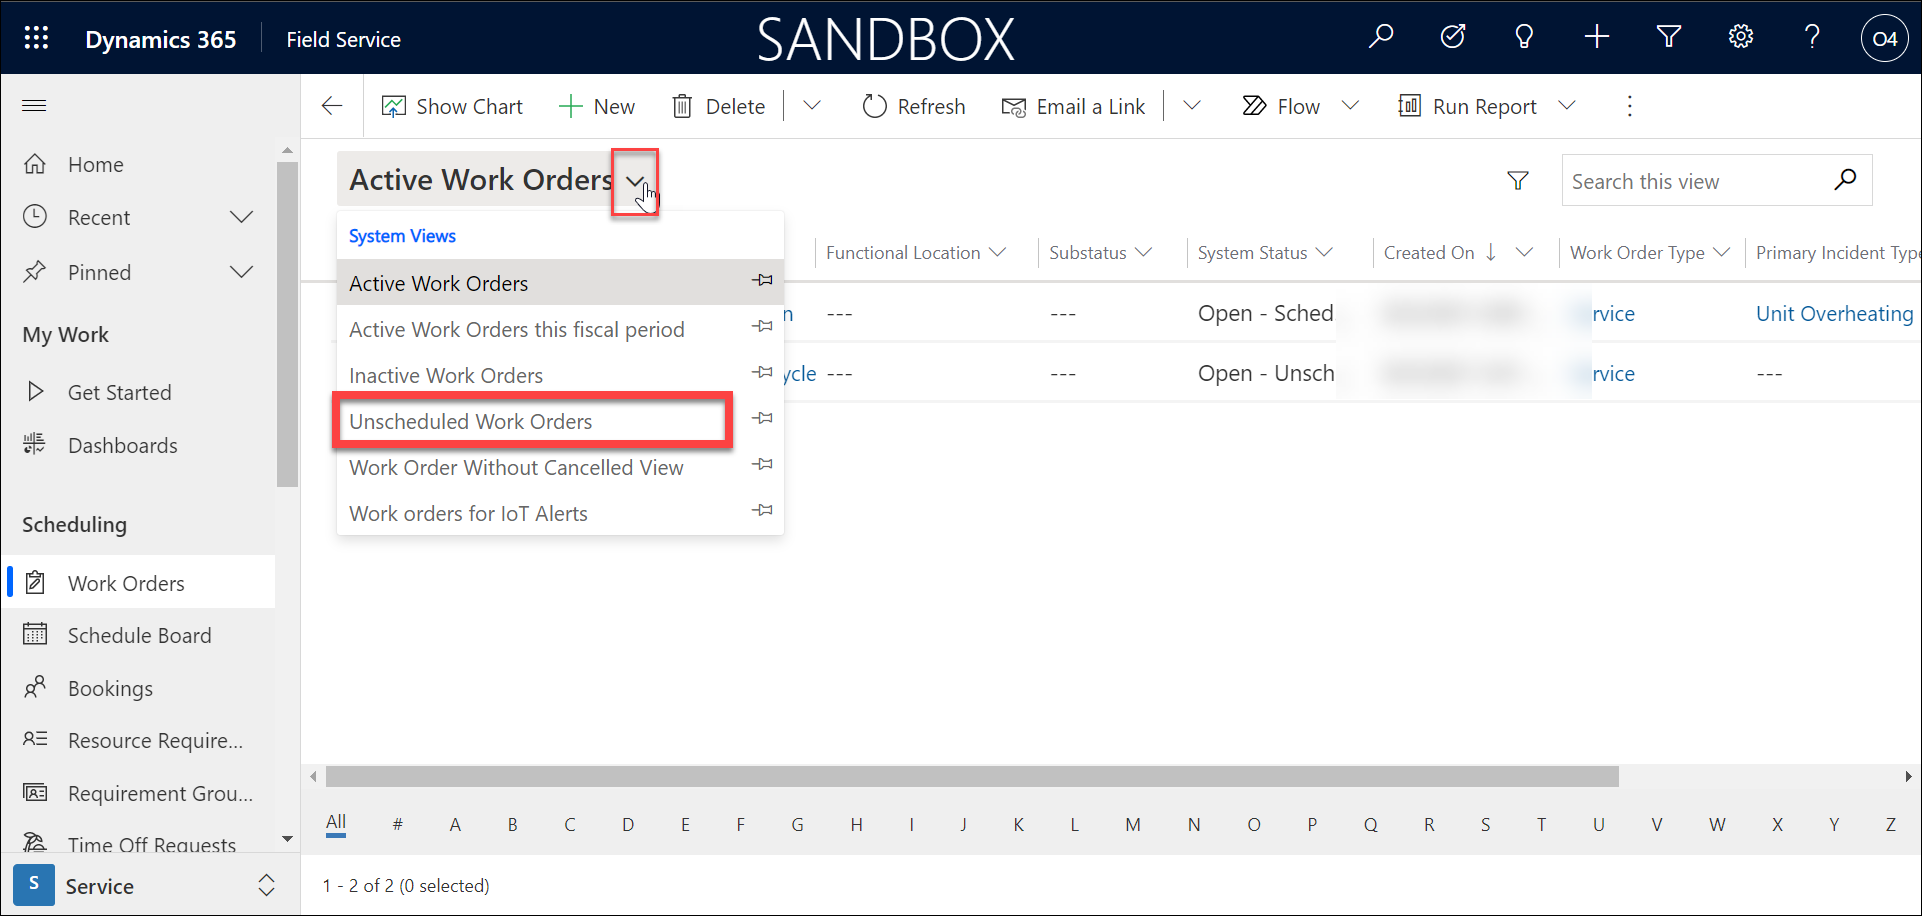 Dynamics 365
Field Service
SANDBOX
O4
Show Chart
New
Delete
Refresh
Email a Link
Flow
Run Report
Home
Recent
Pinned
My Work
Get Started
Dashboards
Scheduling
Work Orders
Schedule Board
Bookings
Resource Require...
Requirement Grou...
Time Off Requests
S Service
Active Work Orders
Search this view
System Views
Active Work Orders
Active Work Orders this fiscal period
Inactive Work Orders
Unscheduled Work Orders
Work Order Without Cancelled View
Work orders for IoT Alerts
Functional Location Substatus System Status Created On Work Order Type Primary Incident Type
n --- --- Open - Sched rvice Unit Overheating
ycle --- --- Open - Unsch rvice ---
All # A B C D E F G H I J K L M N O P Q R S T U V W X Y Z
1 - 2 of 2 (0 selected)